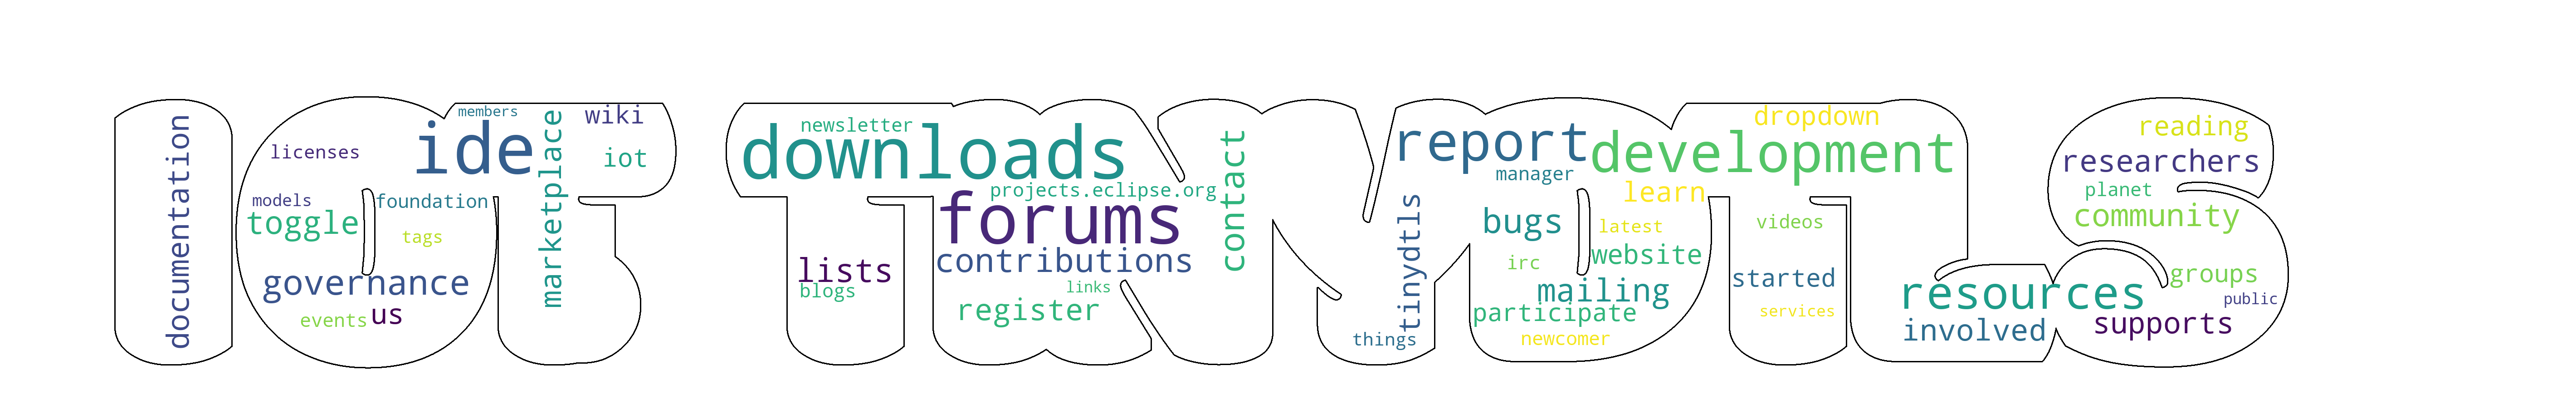 documentation
licenses
models
toggle
governance
events
us
foundation
tags
members
ide
marketplace
wiki
iot
newsletter
downloads
projects.eclipse.org
forums
contributions
lists
blogs
links
register
contact
report
manager
tinydtls
things
bugs
irc
mailing
participate
newcomer
development
dropdown
learn
latest
website
videos
started
services
resources
involved
reading
researchers
planet
community
groups
public
supports